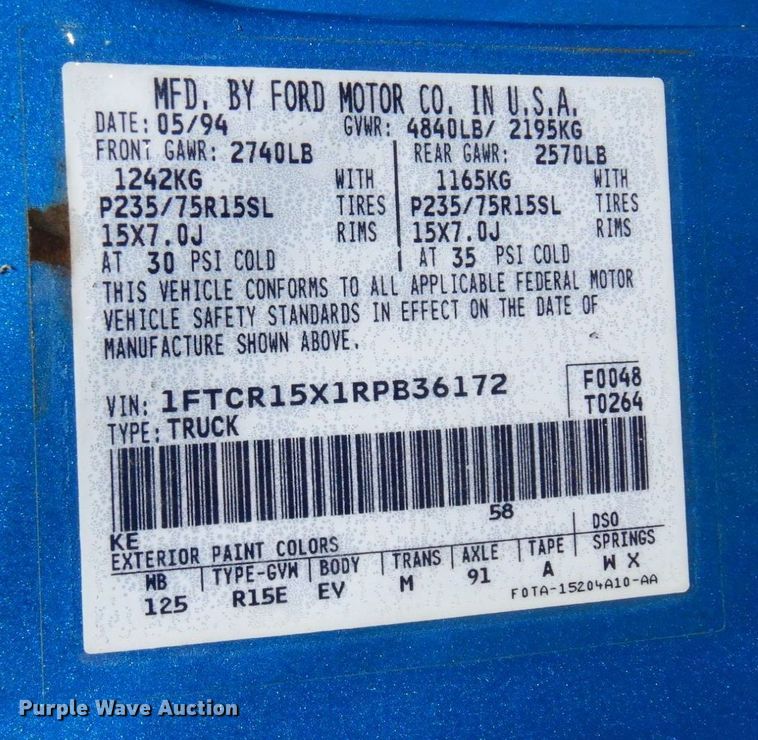 MFD. BY FORD MOTOR CO. IN U.S.A.
DATE: 05/94 GVWR: 4840LB/ 2195KG
FRONT GAWR: 2740LB REAR GAWR: 2570LB
1242KG WITH 1165KG WITH
P235/75R15SL TIRES P235/75R15SL TIRES
15X7.0J RIMS 15X7.0J RIMS
AT 30 PSI COLD AT 35 PSI COLD
THIS VEHICLE CONFORMS TO ALL APPLICABLE FEDERAL MOTOR
VEHICLE SAFETY STANDARDS IN EFFECT ON THE DATE OF
MANUFACTURE SHOWN ABOVE.
VIN: 1FTCR15X1RPB36172 F0048
TYPE: TRUCK T0264
58
KE
EXTERIOR PAINT COLORS DSO
WB TYPE-GVW BODY TRANS AXLE TAPE SPRINGS
125 R15E EV M 91 A W X
F0TA-15204A10-AA
Purple Wave Auction